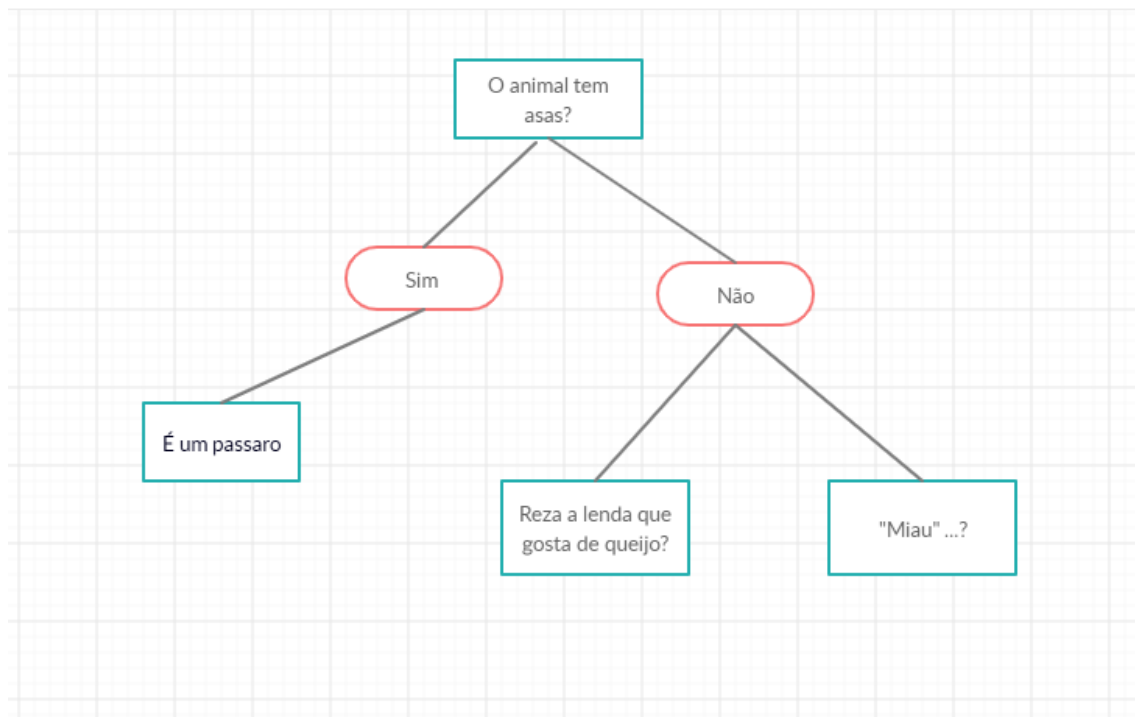 O animal tem
asas?
Sim
Não
É um passaro
Reza a lenda que
gosta de queijo?
"Miau" ...?